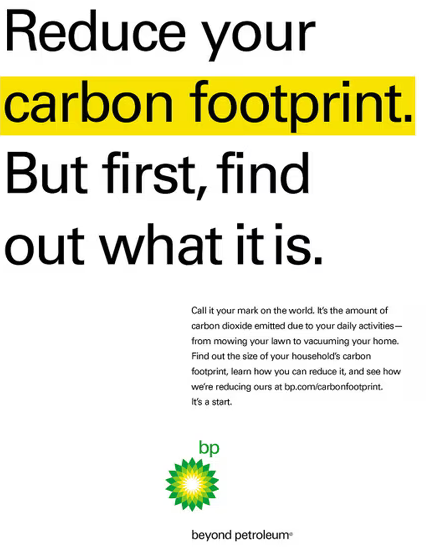 Reduce your
carbon footprint.
But first, find
out what it is.
Call it your mark on the world. It's the amount of
carbon dioxide emitted due to your daily activities—
from mowing your lawn to vacuuming your home.
Find out the size of your household's carbon
footprint, learn how you can reduce it, and see how
we're reducing ours at bp.com/carbonfootprint.
It's a start.
bp
beyond petroleum®